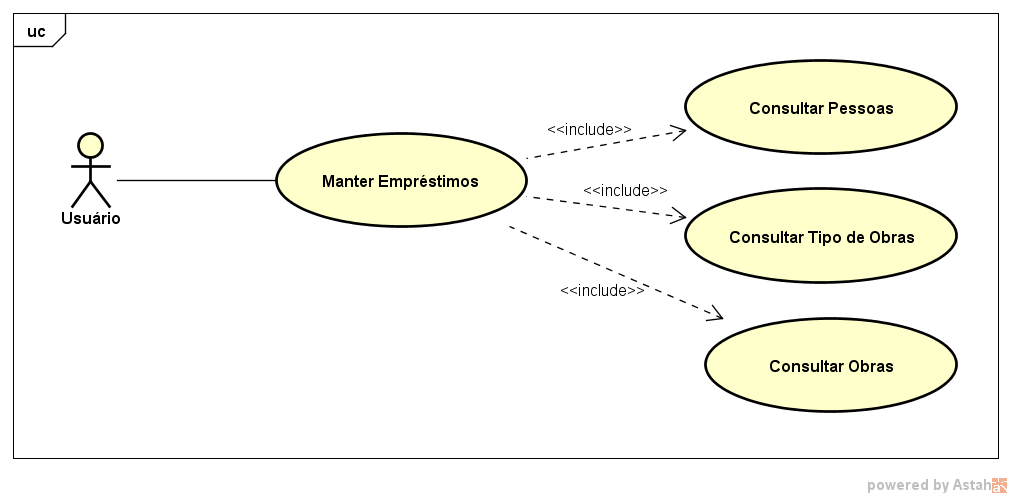 uc
Consultar Pessoas
<<include>>
Manter Empréstimos
<<include>>
Usuário
Consultar Tipo de Obras
<<include>>
Consultar Obras
powered by Astah